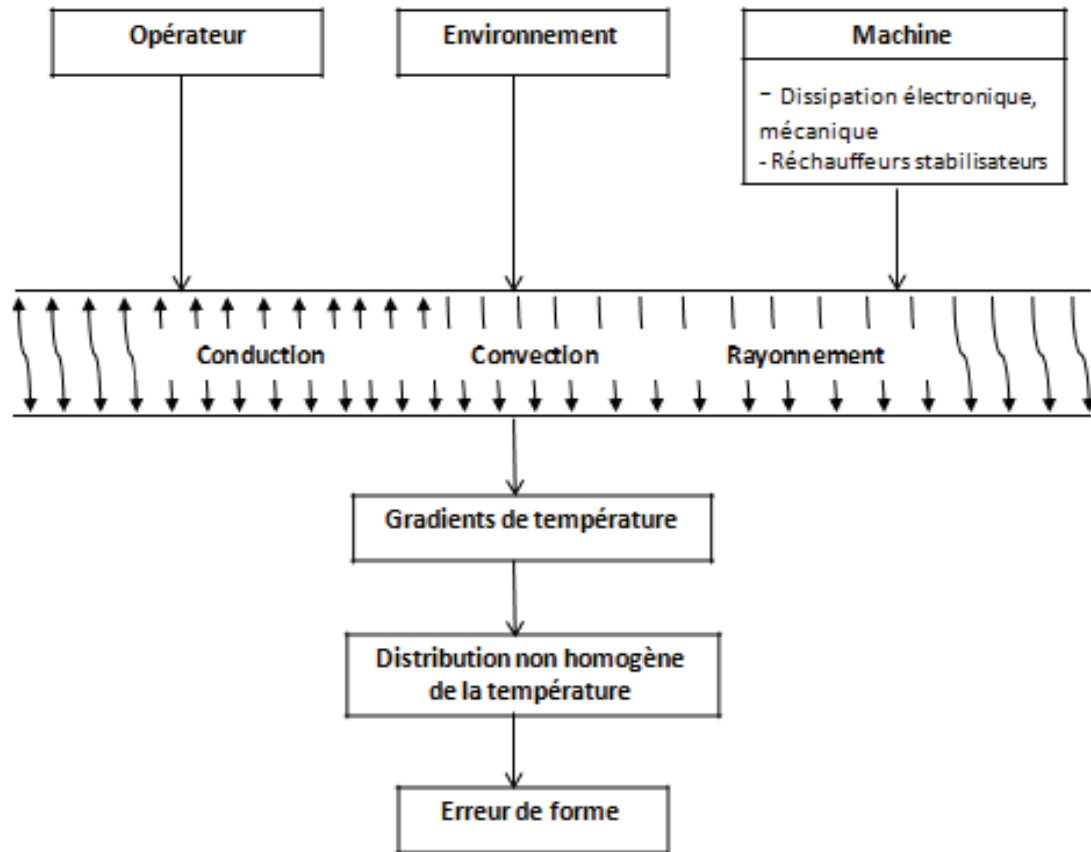 Opérateur
Environnement
Machine
- Dissipation électronique,
mécanique
- Réchauffeurs stabilisateurs
Conduction
Convection
Rayonnement
Gradients de température
Distribution non homogène
de la température
Erreur de forme